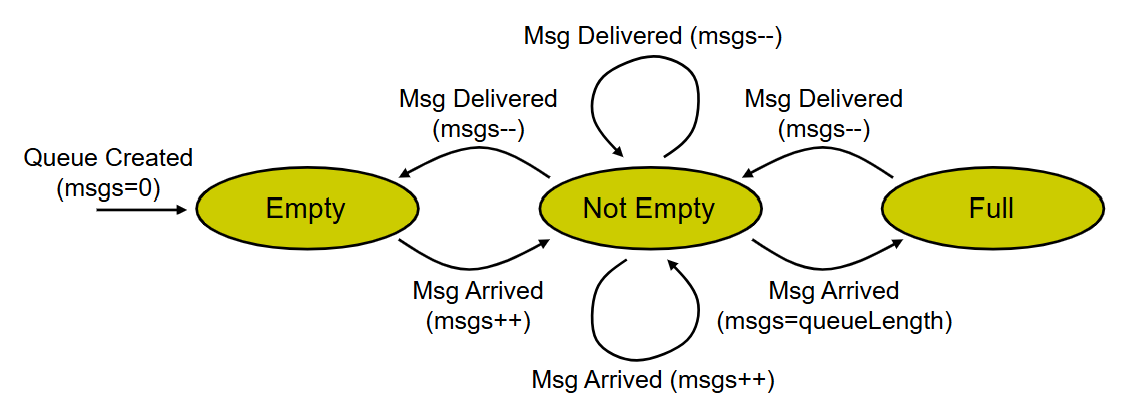 Msg Delivered (msgs--)
Msg Delivered
(msgs--)
Msg Delivered
(msgs--)
Queue Created
(msgs=0)
Empty
Not Empty
Full
Msg Arrived
(msgs++)
Msg Arrived
(msgs=queueLength)
Msg Arrived (msgs++)